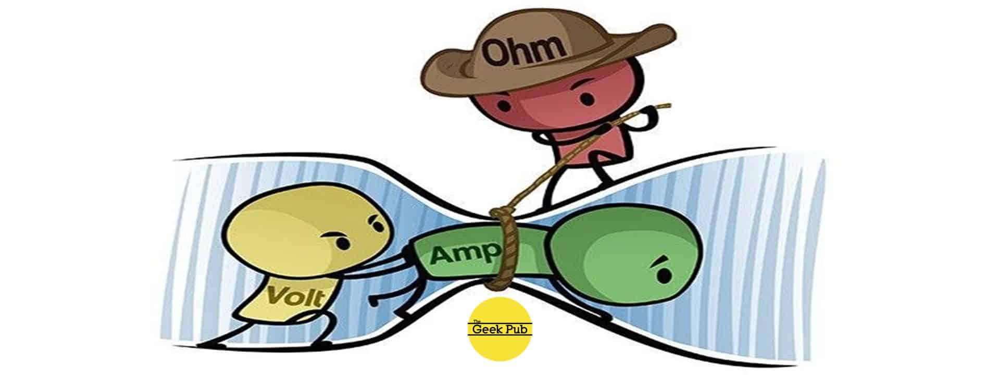 Ohm
Amp
Volt
The
Geek Pub